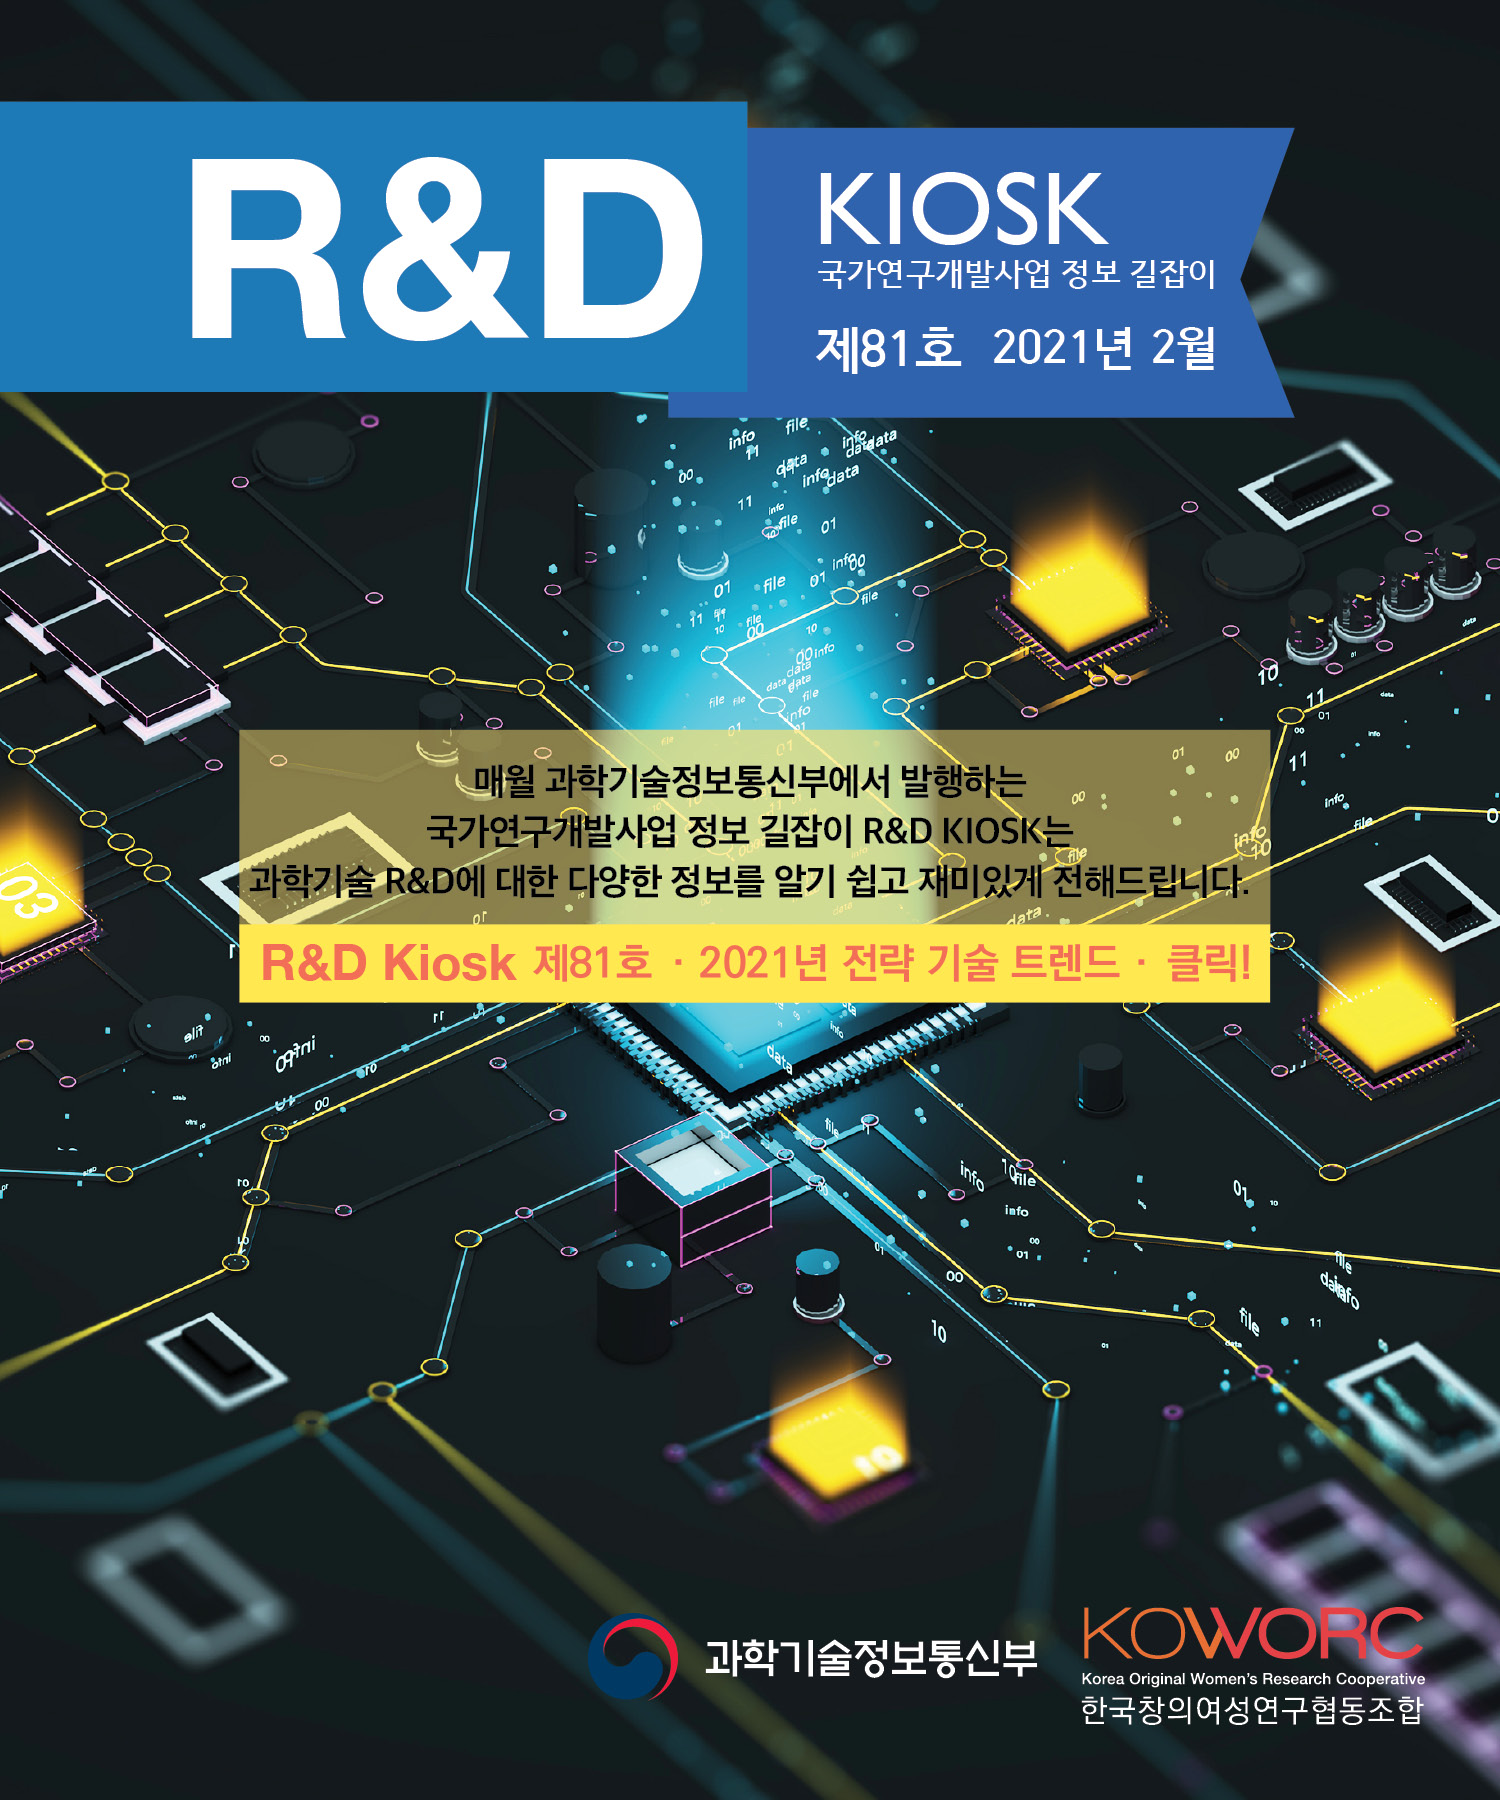 R&D
KIOSK
국가연구개발사업 정보 길잡이
제81호 2021년 2월
매월 과학기술정보통신부에서 발행하는
국가연구개발사업 정보 길잡이 R&D KIOSK는
과학기술 R&D에 대한 다양한 정보를 알기 쉽고 재미있게 전해드립니다.
R&D Kiosk 제81호 · 2021년 전략 기술 트렌드 · 클릭!
03
10
과학기술정보통신부
KOWORC
Korea Original Women's Research Cooperative
한국창의여성연구협동조합